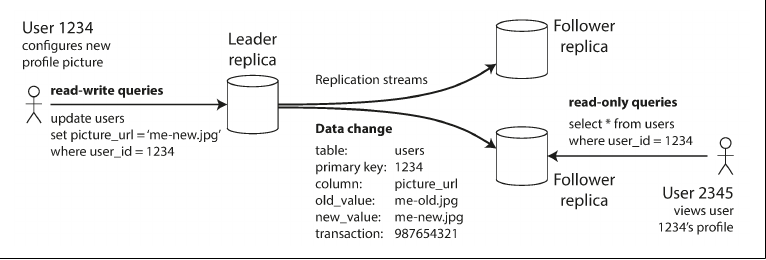 User 1234
configures new
profile picture
read-write queries
update users
set picture_url = ‘me-new.jpg’
where user_id = 1234
Leader
replica
Replication streams
Data change
table: users
primary key: 1234
column: picture_url
old_value: me-old.jpg
new_value: me-new.jpg
transaction: 987654321
Follower
replica
read-only queries
select * from users
where user_id = 1234
Follower
replica
User 2345
views user
1234’s profile